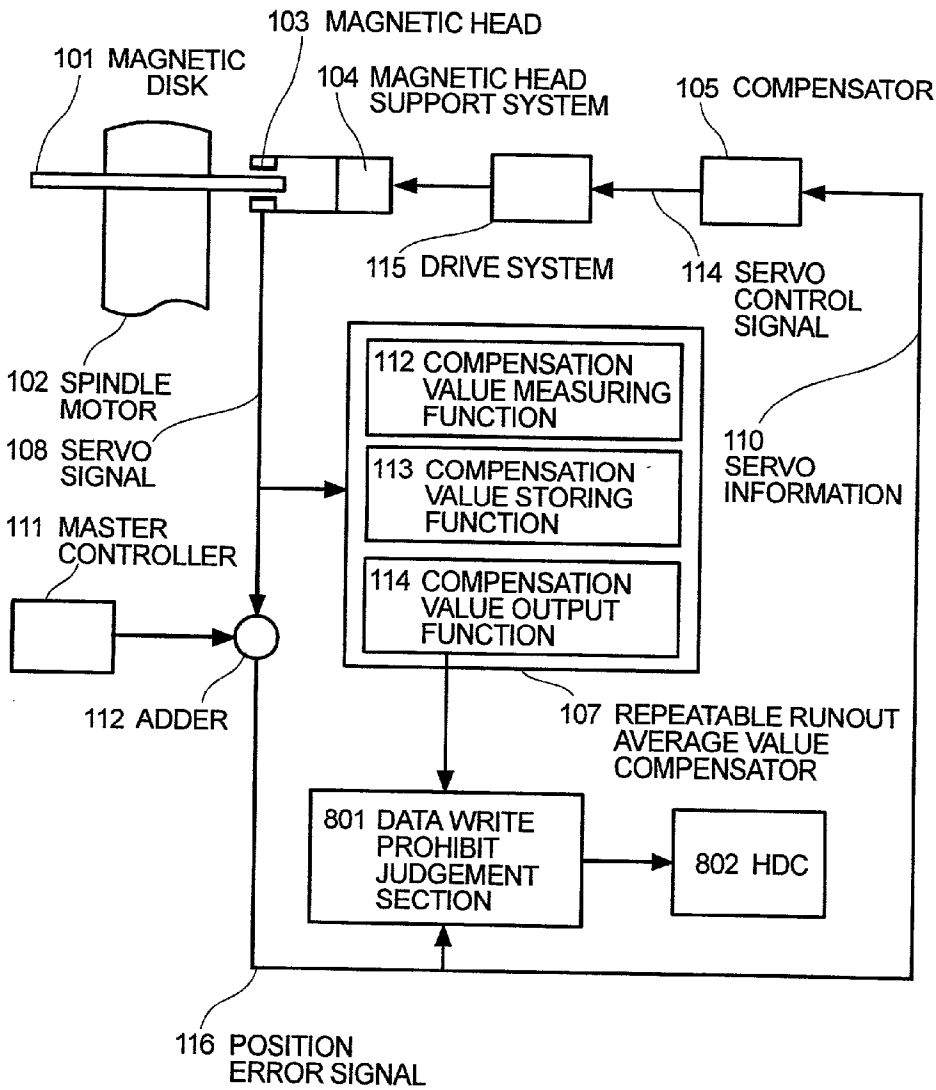 103 MAGNETIC HEAD
101 MAGNETIC
DISK
104 MAGNETIC HEAD
SUPPORT SYSTEM
105 COMPENSATOR
115 DRIVE SYSTEM
114 SERVO
CONTROL
SIGNAL
102 SPINDLE
MOTOR
112 COMPENSATION
VALUE MEASURING
FUNCTION
110
SERVO
INFORMATION
108 SERVO
SIGNAL
113 COMPENSATION
VALUE STORING
FUNCTION
111 MASTER
CONTROLLER
114 COMPENSATION
VALUE OUTPUT
FUNCTION
112 ADDER
107 REPEATABLE RUNOUT
AVERAGE VALUE
COMPENSATOR
801 DATA WRITE
PROHIBIT
JUDGEMENT
SECTION
802 HDC
116 POSITION
ERROR SIGNAL